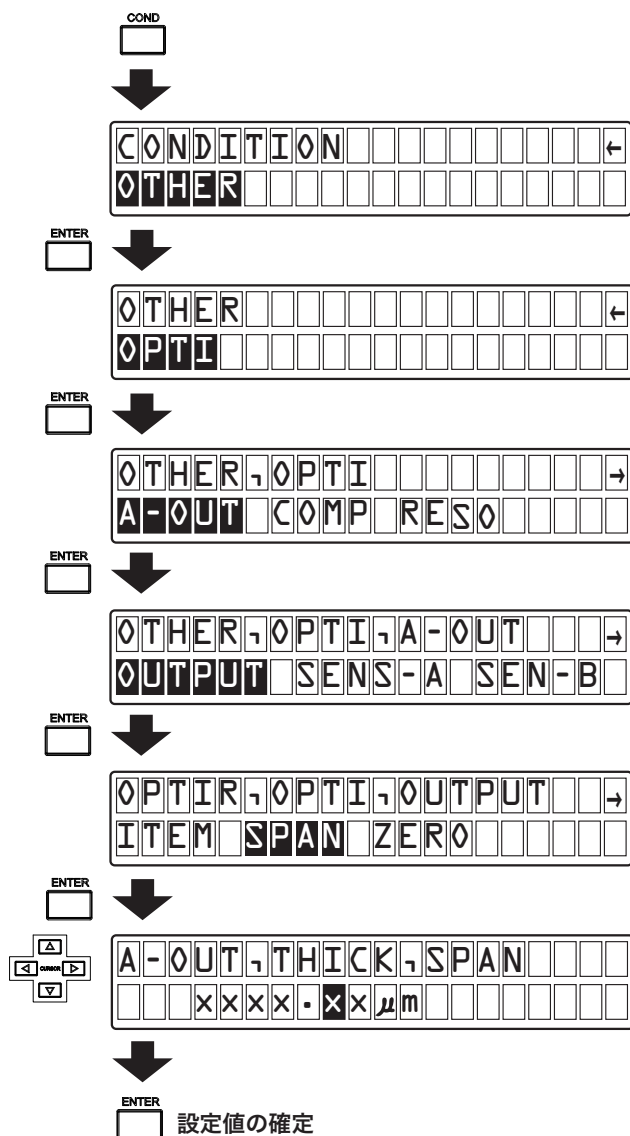 COND
CONDITION ←
OTHER
ENTER
OTHER ←
OPTI
ENTER
OTHER,OPTI →
A-OUT COMP RESO
ENTER
OTHER,OPTI,A-OUT →
OUTPUT SENS-A SEN-B
ENTER
OPTIR,OPTI,OUTPUT →
ITEM SPAN ZERO
ENTER
CURSOR
A-OUT,THICK,SPAN
xxxx.xxμm
ENTER
設定値の確定